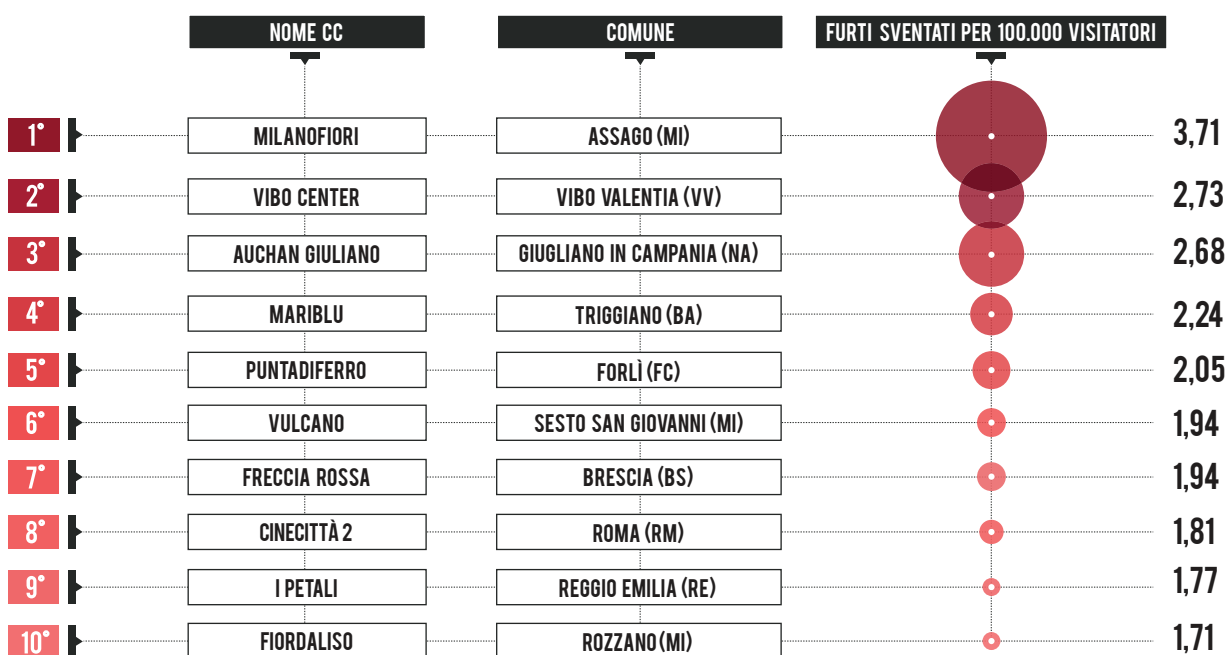 NOME CC COMUNE FURTI SVENTATI PER 100.000 VISITATORI
1° MILANOFIORI ASSAGO (MI) 3,71
2° VIBO CENTER VIBO VALENTIA (VV) 2,73
3° AUCHAN GIULIANO GIUGLIANO IN CAMPANIA (NA) 2,68
4° MARIBLU TRIGGIANO (BA) 2,24
5° PUNTADIFERRO FORLÌ (FC) 2,05
6° VULCANO SESTO SAN GIOVANNI (MI) 1,94
7° FRECCIA ROSSA BRESCIA (BS) 1,94
8° CINECITTÀ 2 ROMA (RM) 1,81
9° I PETALI REGGIO EMILIA (RE) 1,77
10° FIORDALISO ROZZANO (MI) 1,71